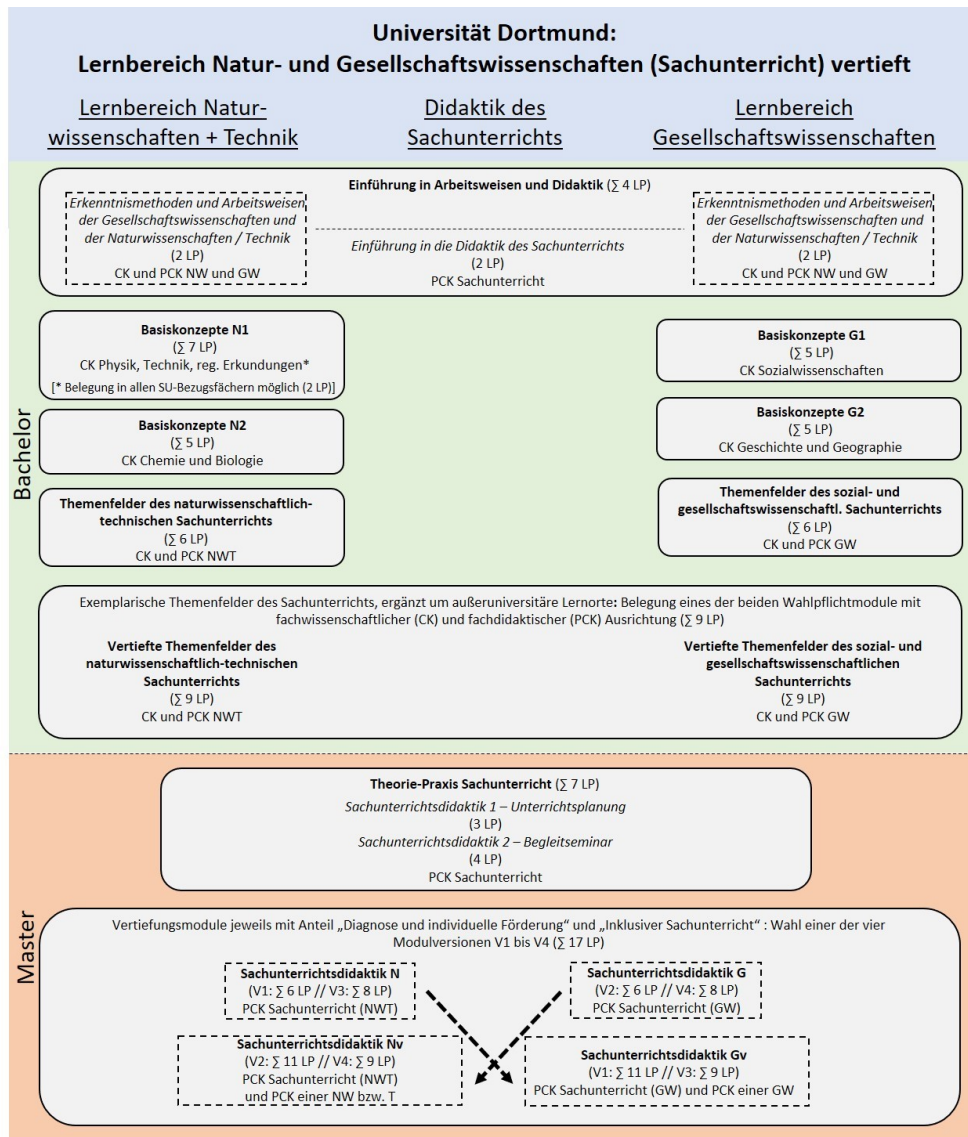 Universität Dortmund:
Lernbereich Natur- und Gesellschaftswissenschaften (Sachunterricht) vertieft
Lernbereich Natur-
wissenschaften + Technik
Didaktik des
Sachunterrichts
Lernbereich
Gesellschaftswissenschaften
Bachelor
Einführung in Arbeitsweisen und Didaktik (∑ 4 LP)
Erkenntnismethoden und Arbeitsweisen
der Gesellschaftswissenschaften und
der Naturwissenschaften / Technik
(2 LP)
CK und PCK NW und GW
Einführung in die Didaktik des Sachunterrichts
(2 LP)
PCK Sachunterricht
Erkenntnismethoden und Arbeitsweisen
der Gesellschaftswissenschaften und
der Naturwissenschaften / Technik
(2 LP)
CK und PCK NW und GW
Basiskonzepte N1
(∑ 7 LP)
CK Physik, Technik, reg. Erkundungen*
[* Belegung in allen SU-Bezugsfächern möglich (2 LP)]
Basiskonzepte G1
(∑ 5 LP)
CK Sozialwissenschaften
Basiskonzepte N2
(∑ 5 LP)
CK Chemie und Biologie
Basiskonzepte G2
(∑ 5 LP)
CK Geschichte und Geographie
Themenfelder des naturwissenschaftlich-
technischen Sachunterrichts
(∑ 6 LP)
CK und PCK NWT
Themenfelder des sozial- und
gesellschaftswissenschaftl. Sachunterrichts
(∑ 6 LP)
CK und PCK GW
Exemplarische Themenfelder des Sachunterrichts, ergänzt um außeruniversitäre Lernorte: Belegung eines der beiden Wahlpflichtmodule mit
fachwissenschaftlicher (CK) und fachdidaktischer (PCK) Ausrichtung (∑ 9 LP)
Vertiefte Themenfelder des
naturwissenschaftlich-technischen
Sachunterrichts
(∑ 9 LP)
CK und PCK NWT
Vertiefte Themenfelder des sozial- und
gesellschaftswissenschaftlichen
Sachunterrichts
(∑ 9 LP)
CK und PCK GW
Master
Theorie-Praxis Sachunterricht (∑ 7 LP)
Sachunterrichtsdidaktik 1 – Unterrichtsplanung
(3 LP)
Sachunterrichtsdidaktik 2 – Begleitseminar
(4 LP)
PCK Sachunterricht
Vertiefungsmodule jeweils mit Anteil „Diagnose und individuelle Förderung“ und „Inklusiver Sachunterricht“ : Wahl einer der vier
Modulversionen V1 bis V4 (∑ 17 LP)
Sachunterrichtsdidaktik N
(V1: ∑ 6 LP // V3: ∑ 8 LP)
PCK Sachunterricht (NWT)
Sachunterrichtsdidaktik G
(V2: ∑ 6 LP // V4: ∑ 8 LP)
PCK Sachunterricht (GW)
Sachunterrichtsdidaktik Nv
(V2: ∑ 11 LP // V4: ∑ 9 LP)
PCK Sachunterricht (NWT)
und PCK einer NW bzw. T
Sachunterrichtsdidaktik Gv
(V1: ∑ 11 LP // V3: ∑ 9 LP)
PCK Sachunterricht (GW) und PCK einer GW